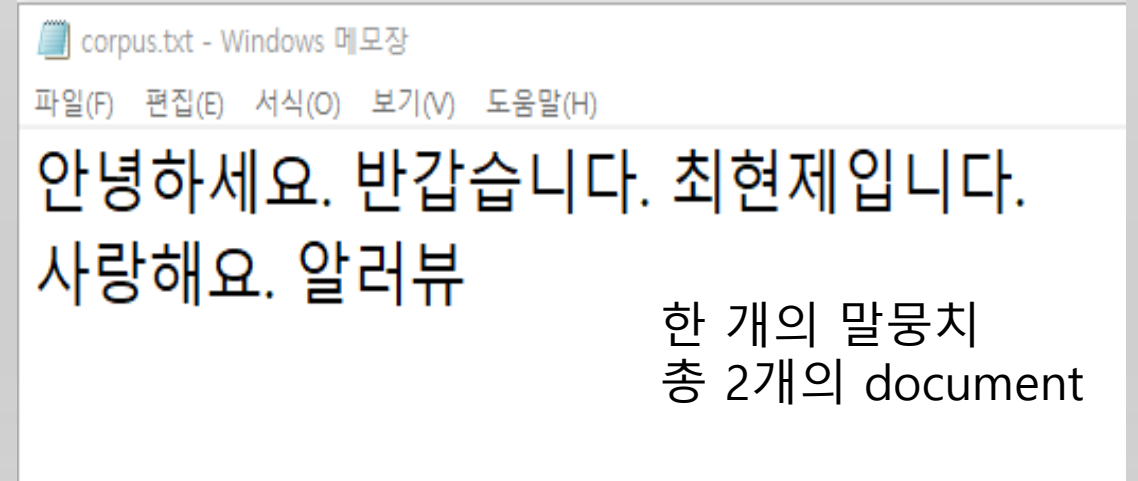 corpus.txt - Windows 메모장
파일(F) 편집(E) 서식(O) 보기(V) 도움말(H)
안녕하세요. 반갑습니다. 최현제입니다.
사랑해요. 알러뷰
한 개의 말뭉치
총 2개의 document